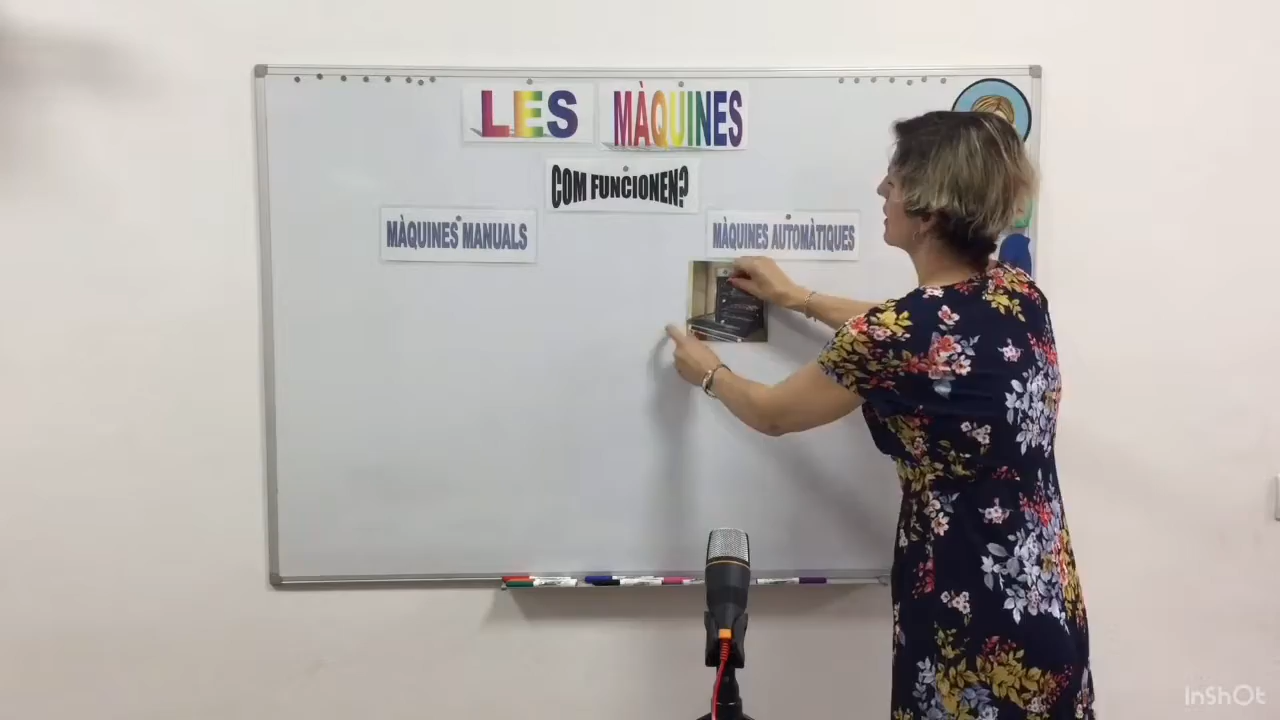 LES MÀQUINES
COM FUNCIONEN?
MÀQUINES MANUALS
MÀQUINES AUTOMÀTIQUES
InShOt